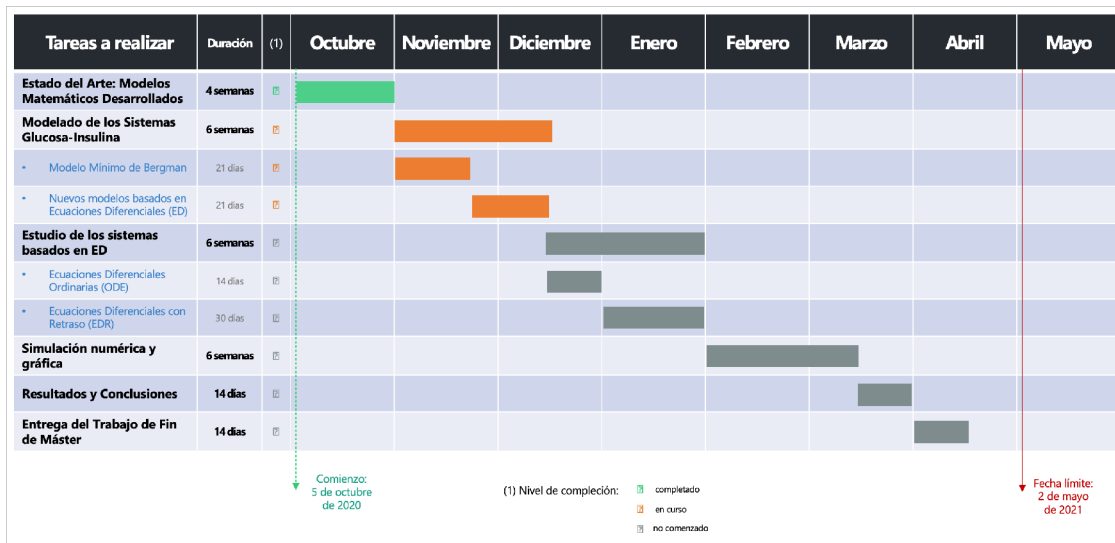 Tareas a realizar Duración (1) Octubre Noviembre Diciembre Enero Febrero Marzo Abril Mayo
Estado del Arte: Modelos
Matemáticos Desarrollados
4 semanas
Modelado de los Sistemas
Glucosa-Insulina
6 semanas
• Modelo Mínimo de Bergman
21 días
• Nuevos modelos basados en
Ecuaciones Diferenciales (ED)
21 días
Estudio de los sistemas
basados en ED
6 semanas
• Ecuaciones Diferenciales
Ordinarias (ODE)
14 días
• Ecuaciones Diferenciales con
Retraso (EDR)
30 días
Simulación numérica y
gráfica
6 semanas
Resultados y Conclusiones
14 días
Entrega del Trabajo de Fin
de Máster
14 días
Comienzo:
5 de octubre
de 2020
(1) Nivel de compleción:
completado
en curso
no comenzado
Fecha límite:
2 de mayo
de 2021